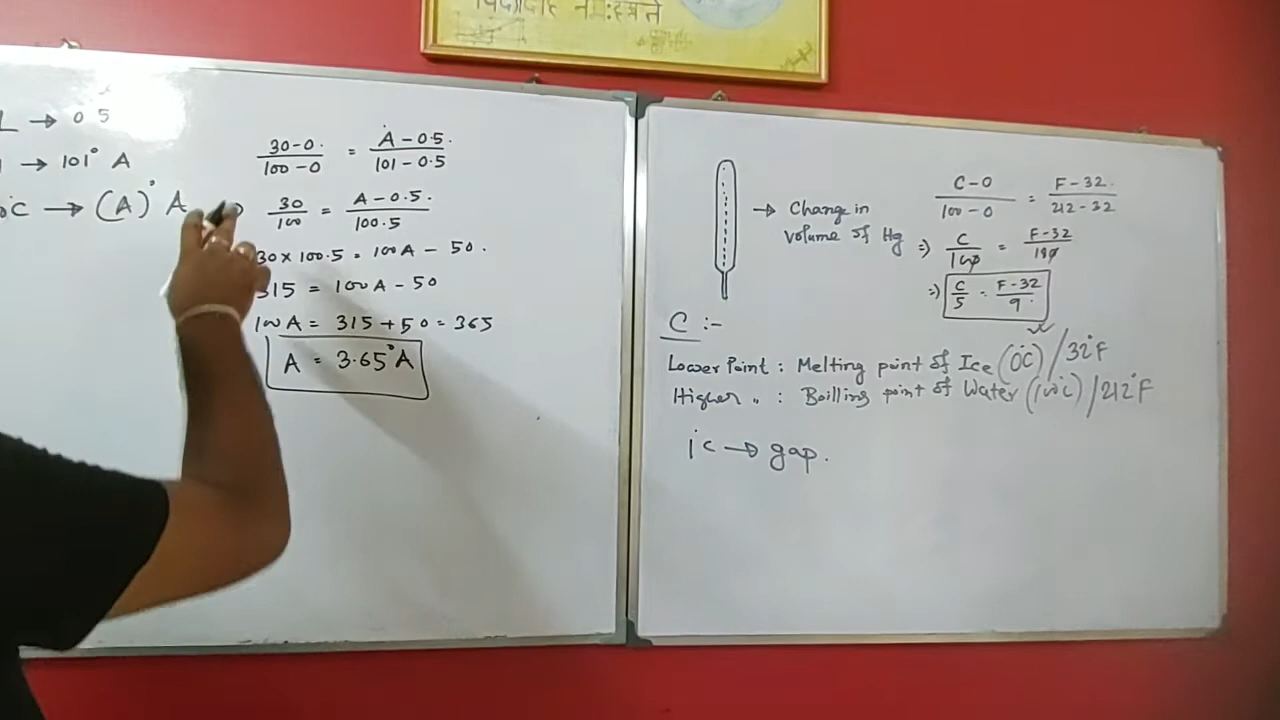 L → 0.5
→ 101° A
°C → (A)° A
30-0 / 100-0 = A-0.5 / 101-0.5
30/100 = A-0.5. / 100.5
30×100.5 = 100A - 50.
315 = 100A - 50
100A = 315+50 = 365
A = 3.65°A
→ Change in
volume of Hg
C-0 / 100-0 = F-32 / 212-32
⇒ C/100 = F-32/180
⇒ C/5 = F-32/9
C :-
Lower Point : Melting point of Ice (0°C) /32°F
Higher " : Boilling point of Water (100°C) /212°F
1°C → gap.